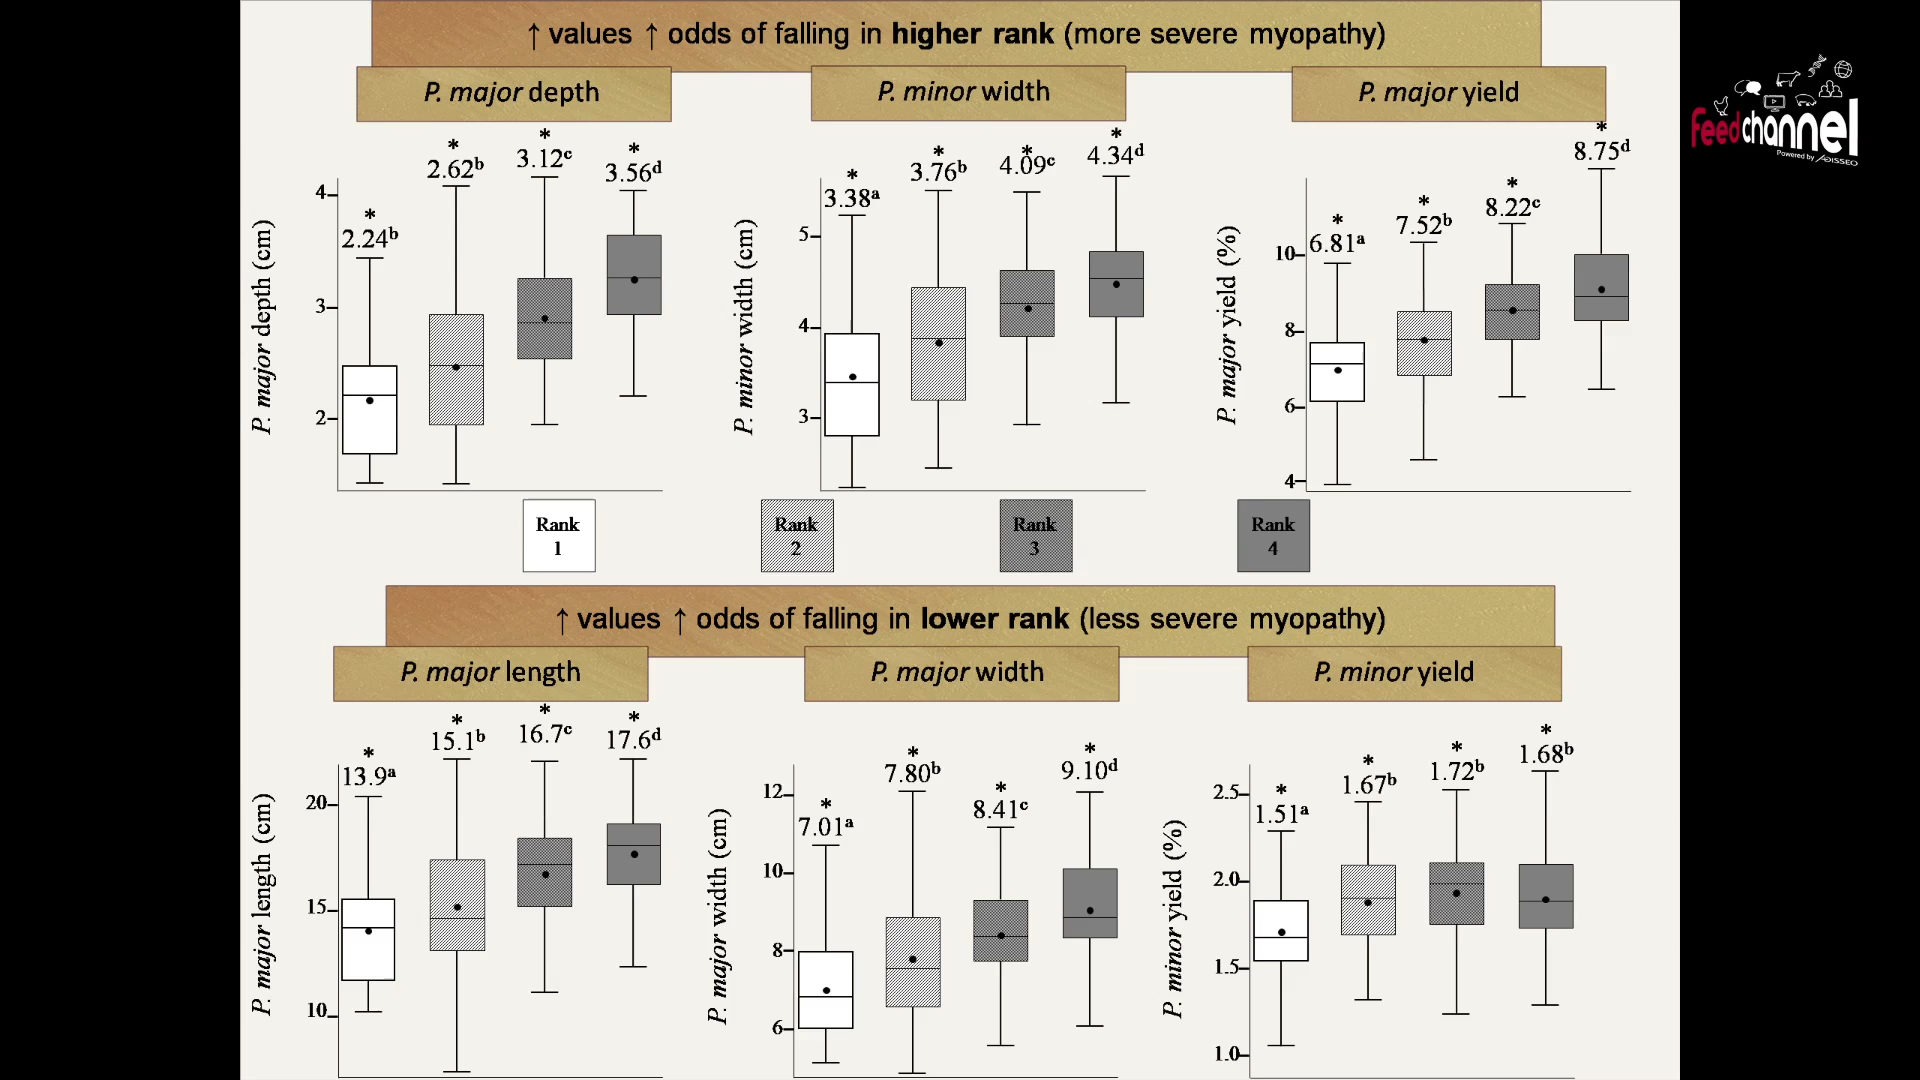 ↑ values ↑ odds of falling in higher rank (more severe myopathy)
P. major depth
P. minor width
P. major yield
feedchannel
Powered by ADISSEO
P. major depth (cm)
4
3
2
*
2.24ᵇ
*
2.62ᵇ
*
3.12ᶜ
*
3.56ᵈ
P. minor width (cm)
5
4
3
*
3.38ᵃ
*
3.76ᵇ
*
4.09ᶜ
*
4.34ᵈ
P. major yield (%)
10
8
6
4
*
6.81ᵃ
*
7.52ᵇ
*
8.22ᶜ
*
8.75ᵈ
Rank
1
Rank
2
Rank
3
Rank
4
↑ values ↑ odds of falling in lower rank (less severe myopathy)
P. major length
P. major width
P. minor yield
P. major length (cm)
20
15
10
*
13.9ᵃ
*
15.1ᵇ
*
16.7ᶜ
*
17.6ᵈ
P. major width (cm)
12
10
8
6
*
7.01ᵃ
*
7.80ᵇ
*
8.41ᶜ
*
9.10ᵈ
P. minor yield (%)
2.5
2.0
1.5
1.0
*
1.51ᵃ
*
1.67ᵇ
*
1.72ᵇ
*
1.68ᵇ